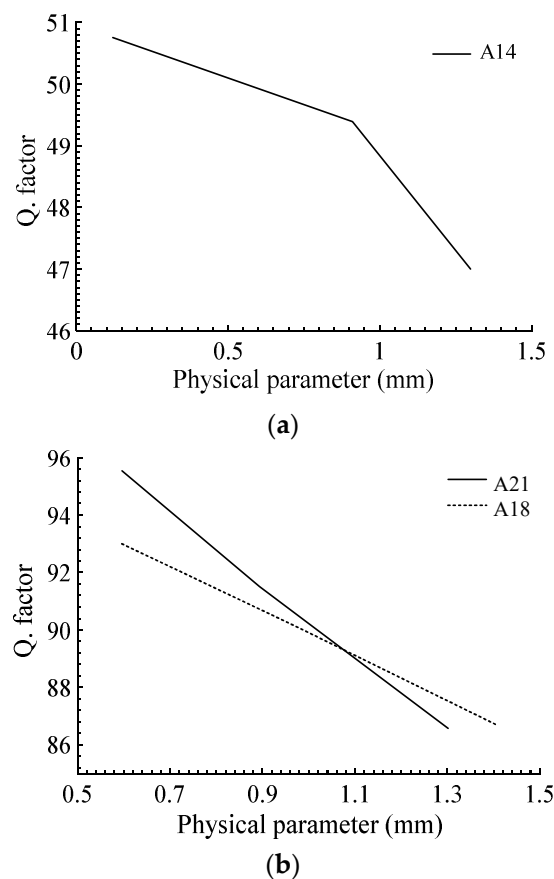 51
A14
50
49
48
47
46
Q. factor
0
0.5
1
1.5
Physical parameter (mm)
(a)
96
A21
A18
94
92
90
88
86
Q. factor
0.5
0.7
0.9
1.1
1.3
1.5
Physical parameter (mm)
(b)